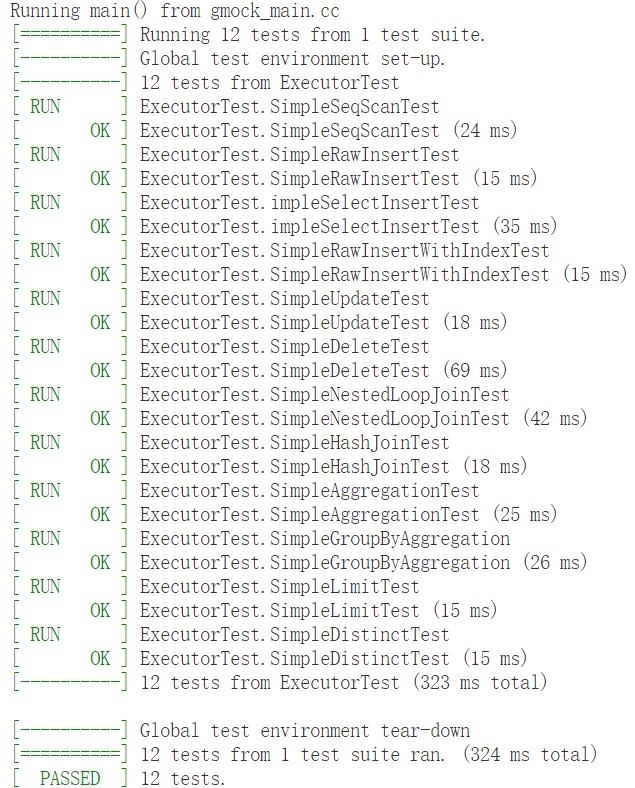 Running main() from gmock_main.cc
[==========] Running 12 tests from 1 test suite.
[----------] Global test environment set-up.
[----------] 12 tests from ExecutorTest
[ RUN      ] ExecutorTest.SimpleSeqScanTest
[       OK ] ExecutorTest.SimpleSeqScanTest (24 ms)
[ RUN      ] ExecutorTest.SimpleRawInsertTest
[       OK ] ExecutorTest.SimpleRawInsertTest (15 ms)
[ RUN      ] ExecutorTest.impleSelectInsertTest
[       OK ] ExecutorTest.impleSelectInsertTest (35 ms)
[ RUN      ] ExecutorTest.SimpleRawInsertWithIndexTest
[       OK ] ExecutorTest.SimpleRawInsertWithIndexTest (15 ms)
[ RUN      ] ExecutorTest.SimpleUpdateTest
[       OK ] ExecutorTest.SimpleUpdateTest (18 ms)
[ RUN      ] ExecutorTest.SimpleDeleteTest
[       OK ] ExecutorTest.SimpleDeleteTest (69 ms)
[ RUN      ] ExecutorTest.SimpleNestedLoopJoinTest
[       OK ] ExecutorTest.SimpleNestedLoopJoinTest (42 ms)
[ RUN      ] ExecutorTest.SimpleHashJoinTest
[       OK ] ExecutorTest.SimpleHashJoinTest (18 ms)
[ RUN      ] ExecutorTest.SimpleAggregationTest
[       OK ] ExecutorTest.SimpleAggregationTest (25 ms)
[ RUN      ] ExecutorTest.SimpleGroupByAggregation
[       OK ] ExecutorTest.SimpleGroupByAggregation (26 ms)
[ RUN      ] ExecutorTest.SimpleLimitTest
[       OK ] ExecutorTest.SimpleLimitTest (15 ms)
[ RUN      ] ExecutorTest.SimpleDistinctTest
[       OK ] ExecutorTest.SimpleDistinctTest (15 ms)
[----------] 12 tests from ExecutorTest (323 ms total)
[----------] Global test environment tear-down
[==========] 12 tests from 1 test suite ran. (324 ms total)
[  PASSED  ] 12 tests.